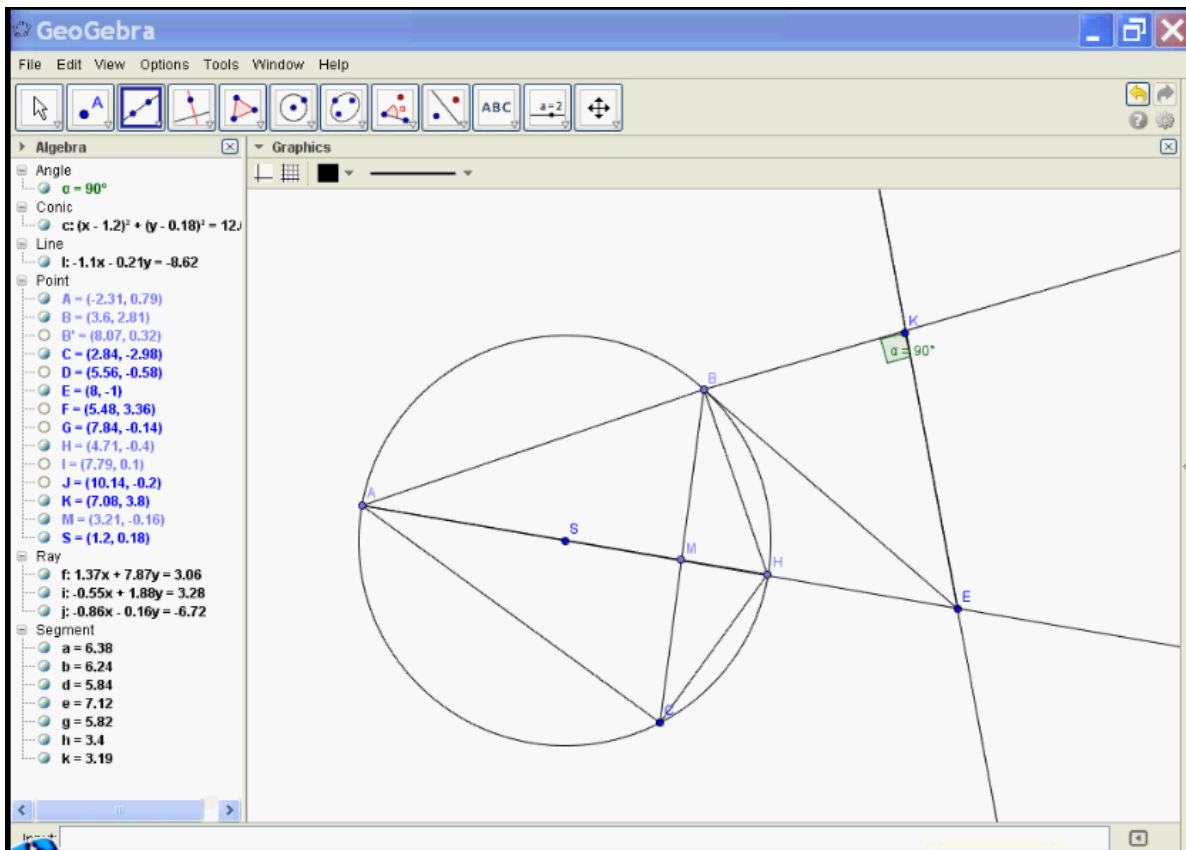 GeoGebra
File Edit View Options Tools Window Help
A
α
ABC
a=2
Algebra
Graphics
Angle
α = 90°
Conic
c: (x - 1.2)² + (y - 0.18)² = 12.
Line
l: -1.1x - 0.21y = -8.62
Point
A = (-2.31, 0.79)
B = (3.6, 2.81)
B' = (8.07, 0.32)
C = (2.84, -2.98)
D = (5.56, -0.58)
E = (8, -1)
F = (5.48, 3.36)
G = (7.84, -0.14)
H = (4.71, -0.4)
I = (7.79, 0.1)
J = (10.14, -0.2)
K = (7.08, 3.8)
M = (3.21, -0.16)
S = (1.2, 0.18)
Ray
f: 1.37x + 7.87y = 3.06
i: -0.55x + 1.88y = 3.28
j: -0.86x - 0.16y = -6.72
Segment
a = 6.38
b = 6.24
d = 5.84
e = 7.12
g = 5.82
h = 3.4
k = 3.19
K
α = 90°
B
A
S
M
H
E
C